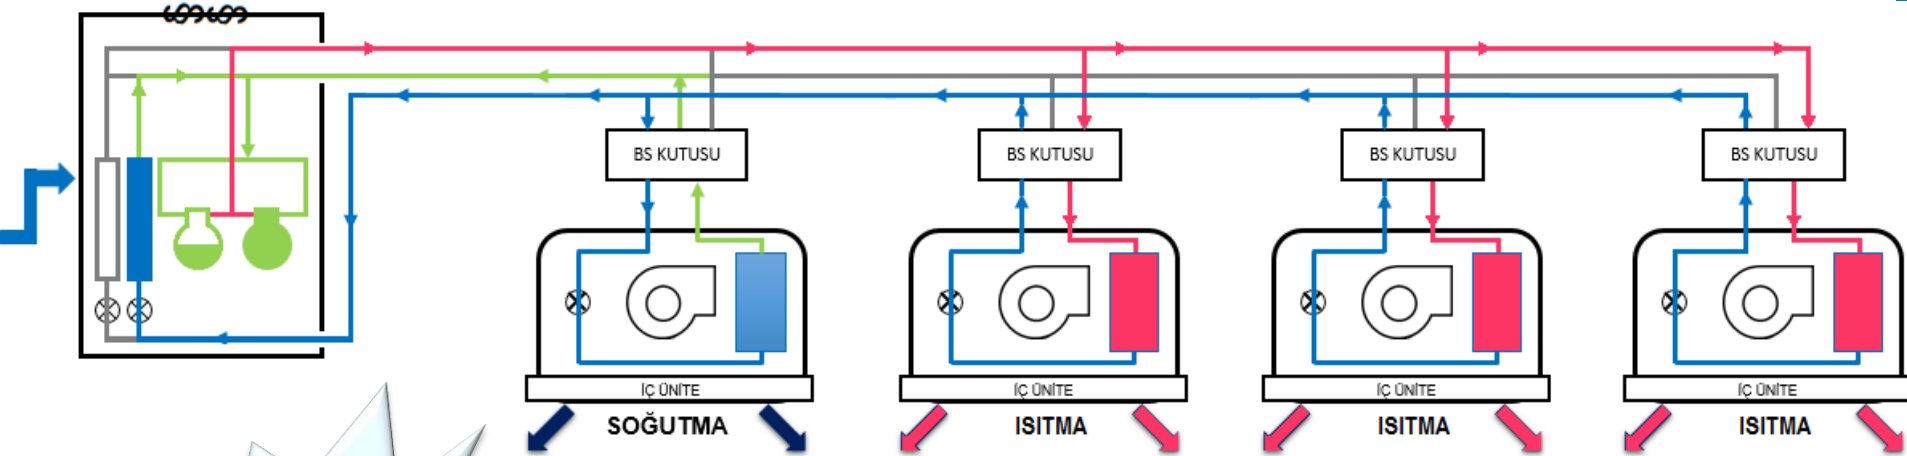 BS KUTUSU
BS KUTUSU
BS KUTUSU
BS KUTUSU
İÇ ÜNİTE
İÇ ÜNİTE
İÇ ÜNİTE
İÇ ÜNİTE
SOĞUTMA
ISITMA
ISITMA
ISITMA